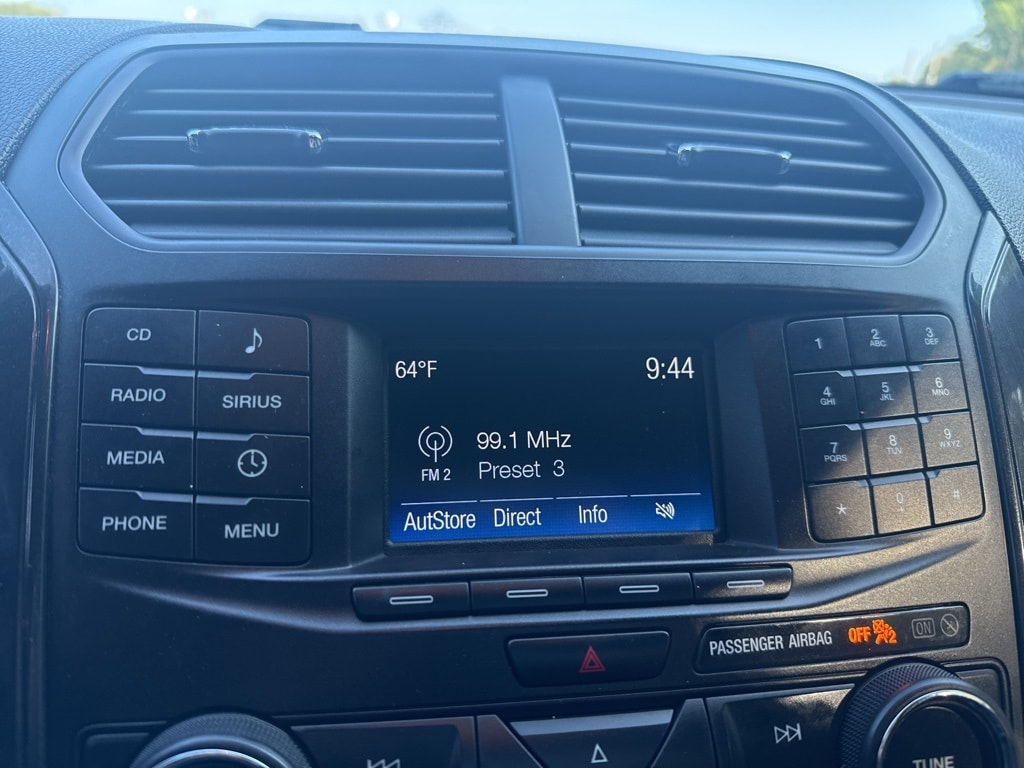 CD
RADIO
SIRIUS
MEDIA
PHONE
MENU
64°F
9:44
FM 2
99.1 MHz
Preset 3
AutStore Direct Info
1
2 ABC
3 DEF
4 GHI
5 JKL
6 MNO
7 PQRS
8 TUV
9 WXYZ
*
0
#
PASSENGER AIRBAG OFF 2 ON
TUNE